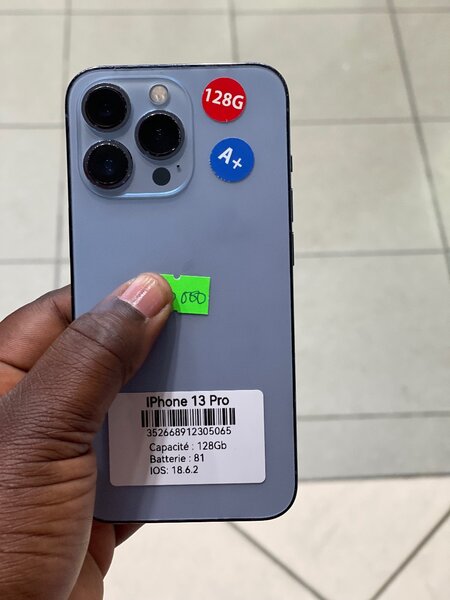 128G
A+
IPhone 13 Pro
352668912305065
Capacité : 128Gb
Batterie : 81
IOS: 18.6.2